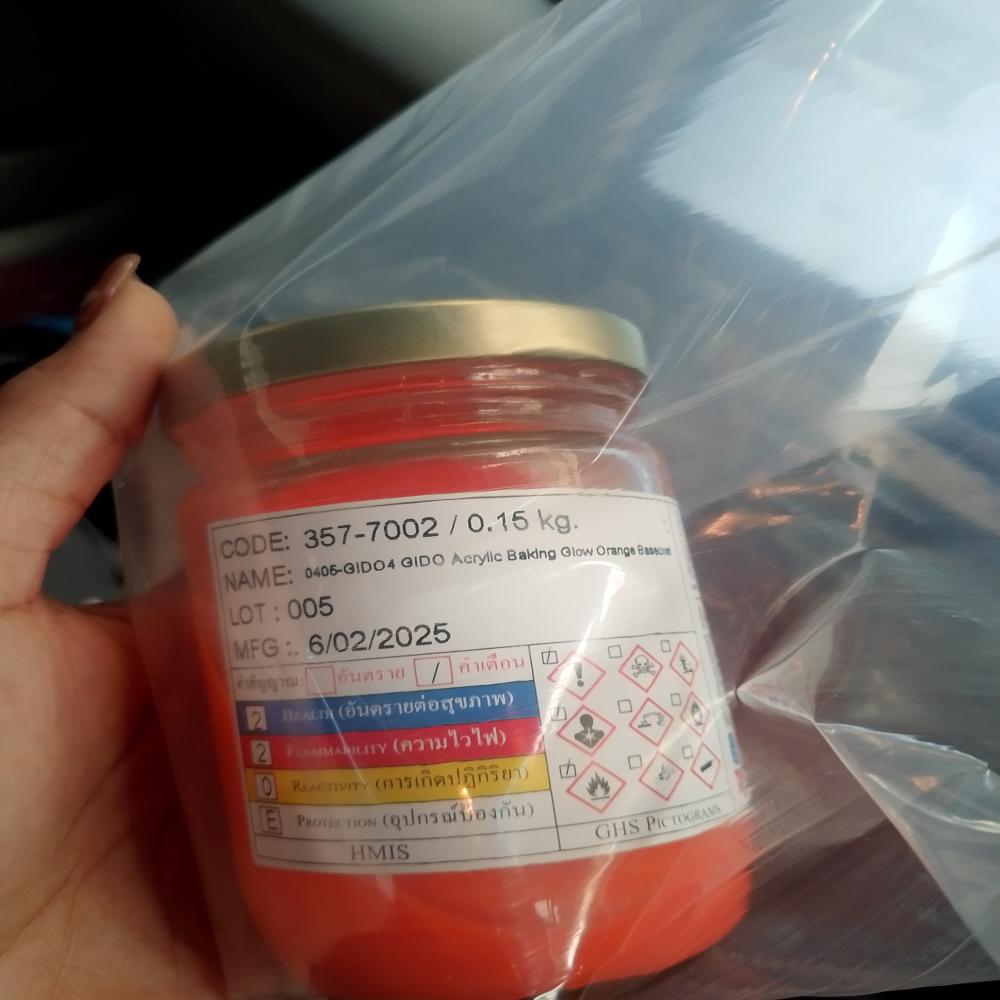 CODE: 357-7002 / 0.15 kg.
NAME: 0405-GIDO4 GIDO Acrylic Baking Glow Orange Basecoat
LOT : 005
MFG :. 6/02/2025
คำสัญญาณ: อันตราย / คำเตือน
2 HEALTH (อันตรายต่อสุขภาพ)
2 FLAMMABILITY (ความไวไฟ)
0 REACTIVITY (การเกิดปฏิกิริยา)
E PROTECTION (อุปกรณ์ป้องกัน)
HMIS
GHS PICTOGRAMS